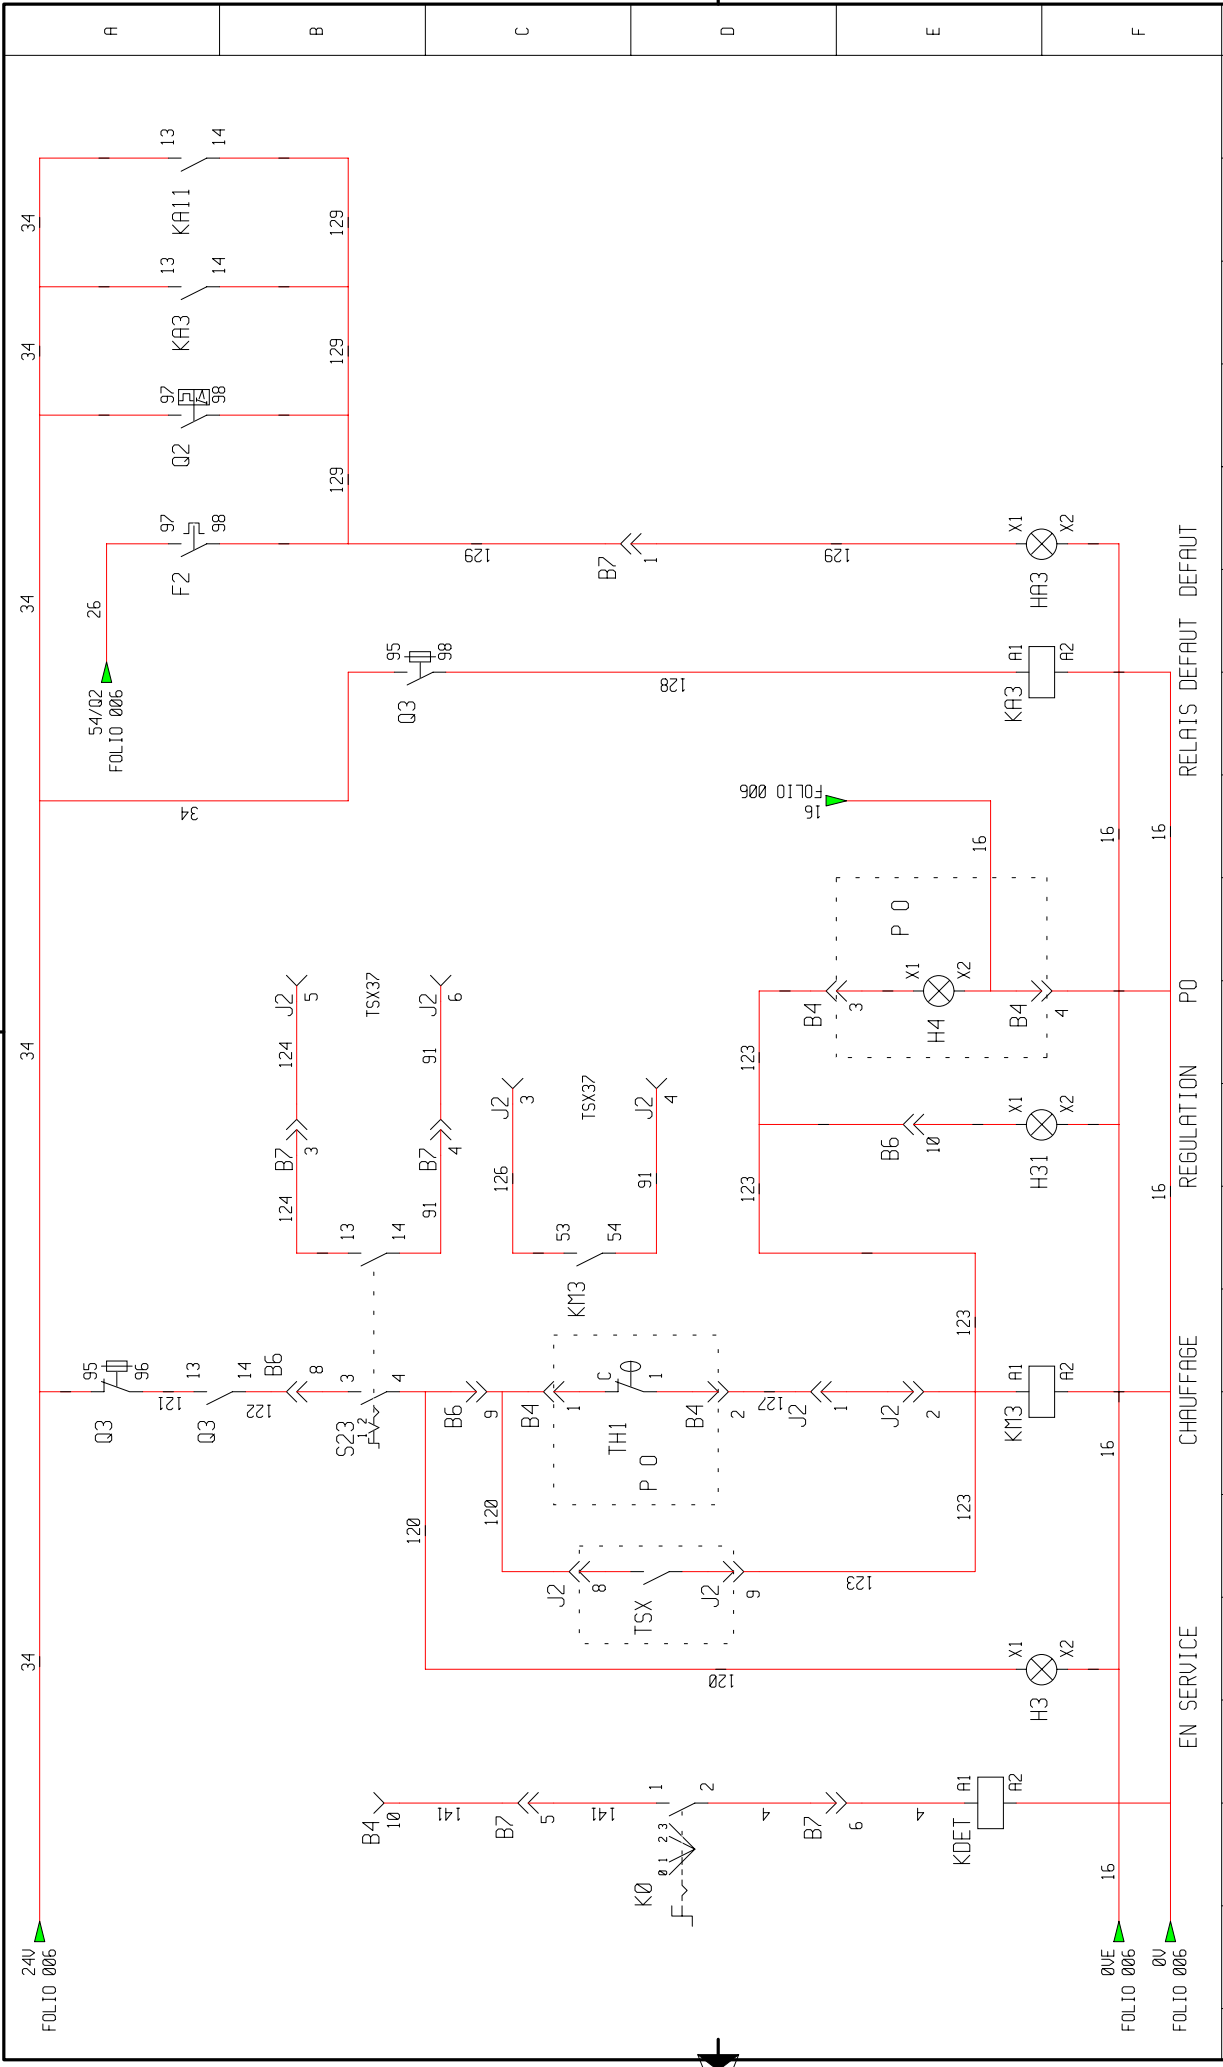 A
B
C
D
E
F
24V
FOLIO 006
34
34
34
34
34
34
54/Q2
FOLIO 006
26
F2
97
98
Q2
97
98
KA3
13
14
KA11
13
14
129
129
129
129
B7
1
129
HA3
X1
X2
34
Q3
95
98
128
KA3
A1
A2
Q3
95
96
121
Q3
13
14
122
B6
8
S23
1 2
3
4
13
14
124
B7
3
124
J2
5
TSX37
91
B7
4
91
J2
6
126
J2
3
TSX37
KM3
53
54
91
J2
4
B6
9
120
120
B4
1
TH1
C
1
P O
B4
2
127
J2
1
J2
2
J2
8
TSX
J2
9
123
123
123
123
123
KM3
A1
A2
B6
10
H31
X1
X2
B4
3
H4
X1
X2
P O
B4
4
16
FOLIO 006
16
120
H3
X1
X2
B4
10
141
B7
5
141
K0
0 1 2 3
1
2
4
B7
6
4
KDET
A1
A2
0VE
FOLIO 006
16
16
16
0V
FOLIO 006
16
16
EN SERVICE
CHAUFFAGE
REGULATION
PO
RELAIS DEFAUT
DEFAUT